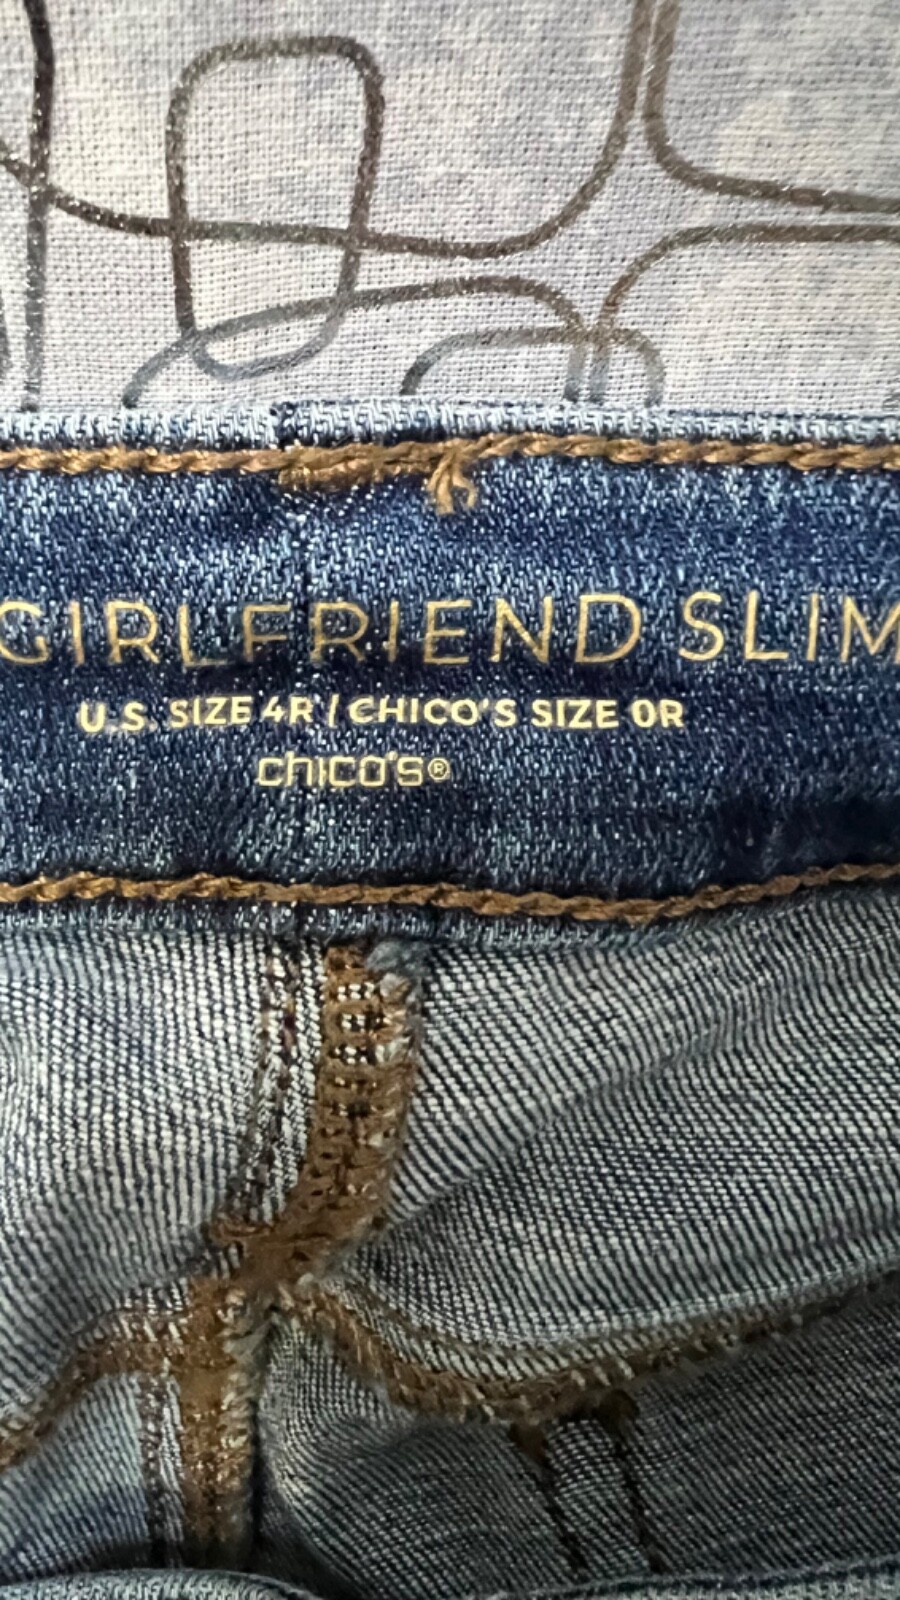 GIRLFRIEND SLIM
U.S. SIZE 4R / CHICO'S SIZE 0R
chico's®